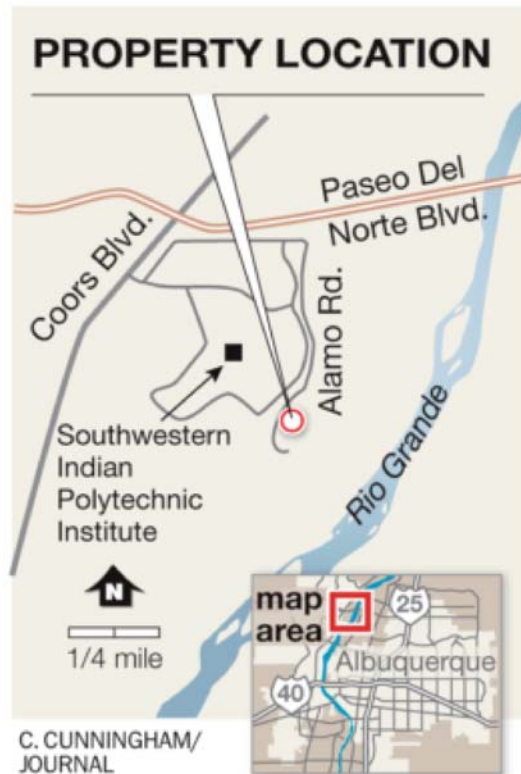 PROPERTY LOCATION
Paseo Del
Norte Blvd.
Coors Blvd.
Alamo Rd.
Southwestern
Indian
Polytechnic
Institute
Rio Grande
N
1/4 mile
map
area
25
Albuquerque
40
C. CUNNINGHAM/
JOURNAL